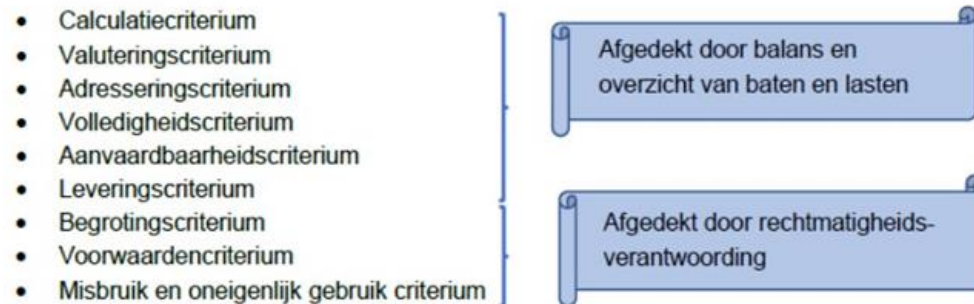 • Calculatiecriterium
• Valuteringscriterium
• Adresseringscriterium
• Volledigheidscriterium
• Aanvaardbaarheidscriterium
• Leveringscriterium
• Begrotingscriterium
• Voorwaardencriterium
• Misbruik en oneigenlijk gebruik criterium
Afgedekt door balans en
overzicht van baten en lasten
Afgedekt door rechtmatigheids-
verantwoording